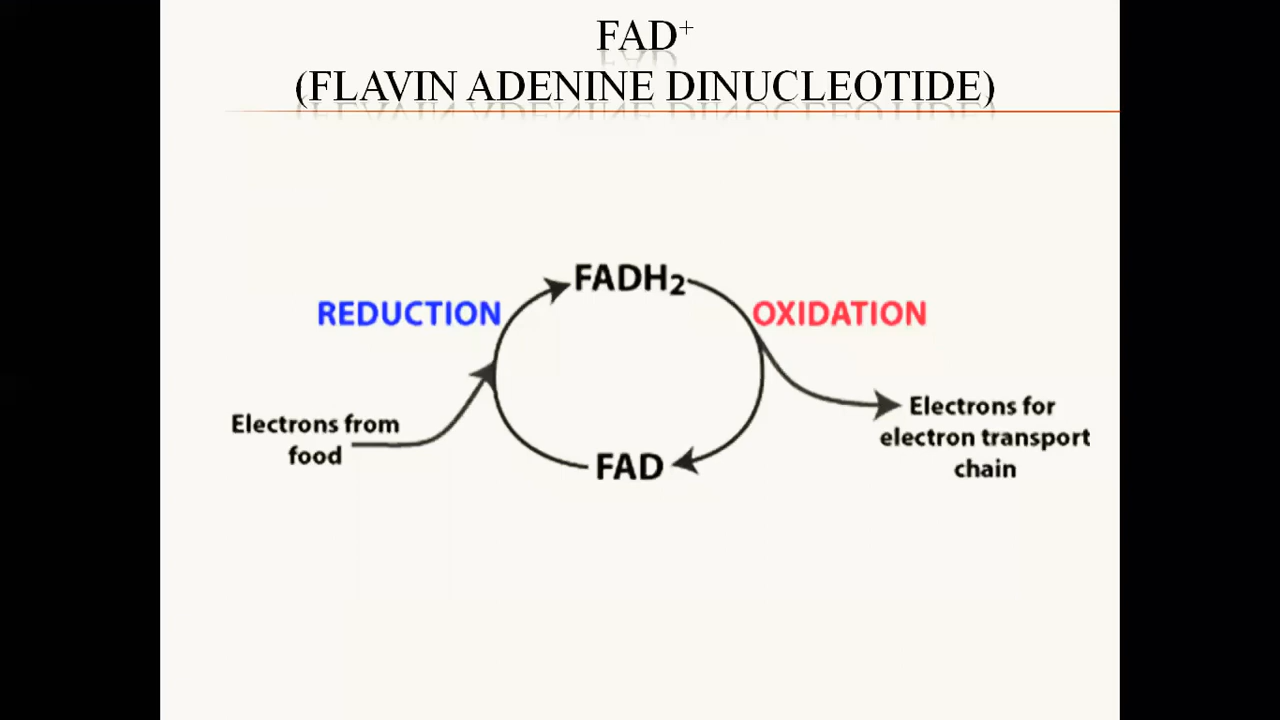 FAD⁺
(FLAVIN ADENINE DINUCLEOTIDE)
FADH₂
REDUCTION
OXIDATION
Electrons from
food
FAD
Electrons for
electron transport
chain